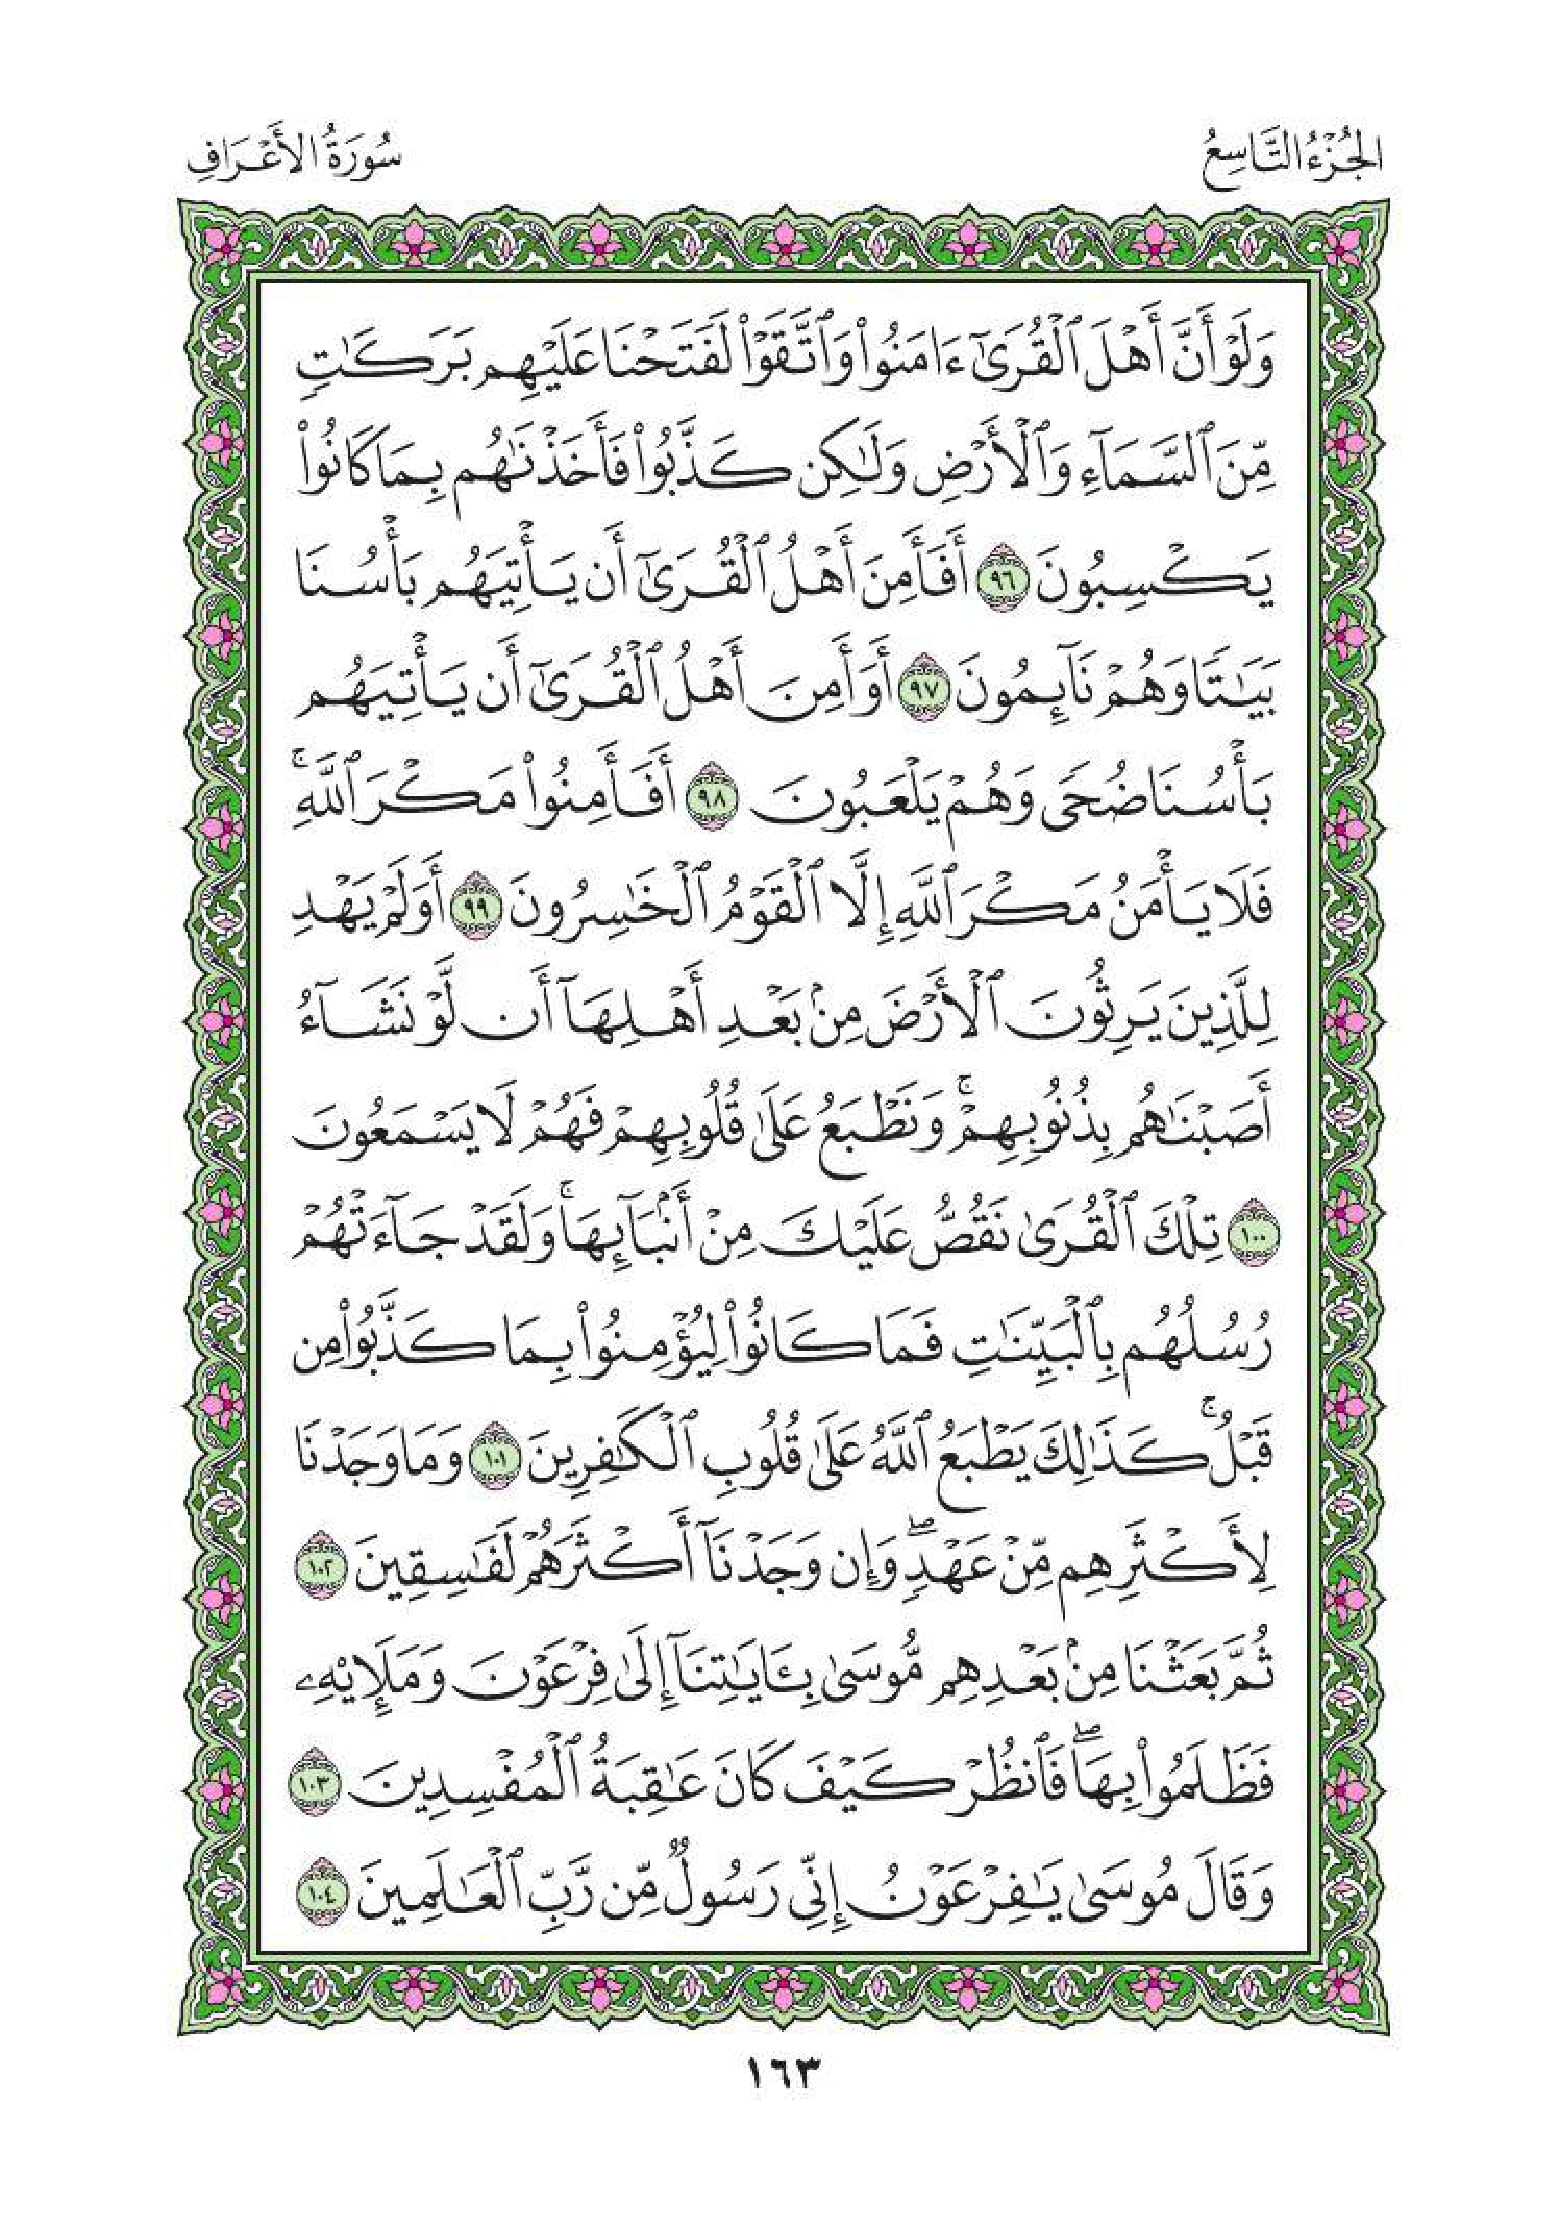 الجُزْءُ التَّاسِعُ
سُورَةُ الأَعْرَافِ
وَلَوْ أَنَّ أَهْلَ ٱلْقُرَىٰٓ ءَامَنُوا۟ وَٱتَّقَوْا۟ لَفَتَحْنَا عَلَيْهِم بَرَكَـٰتٍ
مِّنَ ٱلسَّمَآءِ وَٱلْأَرْضِ وَلَـٰكِن كَذَّبُوا۟ فَأَخَذْنَـٰهُم بِمَا كَانُوا۟
يَكْسِبُونَ ٩٦ أَفَأَمِنَ أَهْلُ ٱلْقُرَىٰٓ أَن يَأْتِيَهُم بَأْسُنَا
بَيَـٰتًا وَهُمْ نَآئِمُونَ ٩٧ أَوَأَمِنَ أَهْلُ ٱلْقُرَىٰٓ أَن يَأْتِيَهُم
بَأْسُنَا ضُحًى وَهُمْ يَلْعَبُونَ ٩٨ أَفَأَمِنُوا۟ مَكْرَ ٱللَّهِ ۚ
فَلَا يَأْمَنُ مَكْرَ ٱللَّهِ إِلَّا ٱلْقَوْمُ ٱلْخَـٰسِرُونَ ٩٩ أَوَلَمْ يَهْدِ
لِلَّذِينَ يَرِثُونَ ٱلْأَرْضَ مِنۢ بَعْدِ أَهْلِهَآ أَن لَّوْ نَشَآءُ
أَصَبْنَـٰهُم بِذُنُوبِهِمْ ۚ وَنَطْبَعُ عَلَىٰ قُلُوبِهِمْ فَهُمْ لَا يَسْمَعُونَ
١٠٠ تِلْكَ ٱلْقُرَىٰ نَقُصُّ عَلَيْكَ مِنْ أَنۢبَآئِهَا ۚ وَلَقَدْ جَآءَتْهُمْ
رُسُلُهُم بِٱلْبَيِّنَـٰتِ فَمَا كَانُوا۟ لِيُؤْمِنُوا۟ بِمَا كَذَّبُوا۟ مِن
قَبْلُ ۚ كَذَٰلِكَ يَطْبَعُ ٱللَّهُ عَلَىٰ قُلُوبِ ٱلْكَـٰفِرِينَ ١٠١ وَمَا وَجَدْنَا
لِأَكْثَرِهِم مِّنْ عَهْدٍ ۖ وَإِن وَجَدْنَآ أَكْثَرَهُمْ لَفَـٰسِقِينَ ١٠٢
ثُمَّ بَعَثْنَا مِنۢ بَعْدِهِم مُّوسَىٰ بِـَٔايَـٰتِنَآ إِلَىٰ فِرْعَوْنَ وَمَلَإِي۟هِۦ
فَظَلَمُوا۟ بِهَا ۖ فَٱنظُرْ كَيْفَ كَانَ عَـٰقِبَةُ ٱلْمُفْسِدِينَ ١٠٣
وَقَالَ مُوسَىٰ يَـٰفِرْعَوْنُ إِنِّى رَسُولٌ مِّن رَّبِّ ٱلْعَـٰلَمِينَ ١٠٤
١٦٣